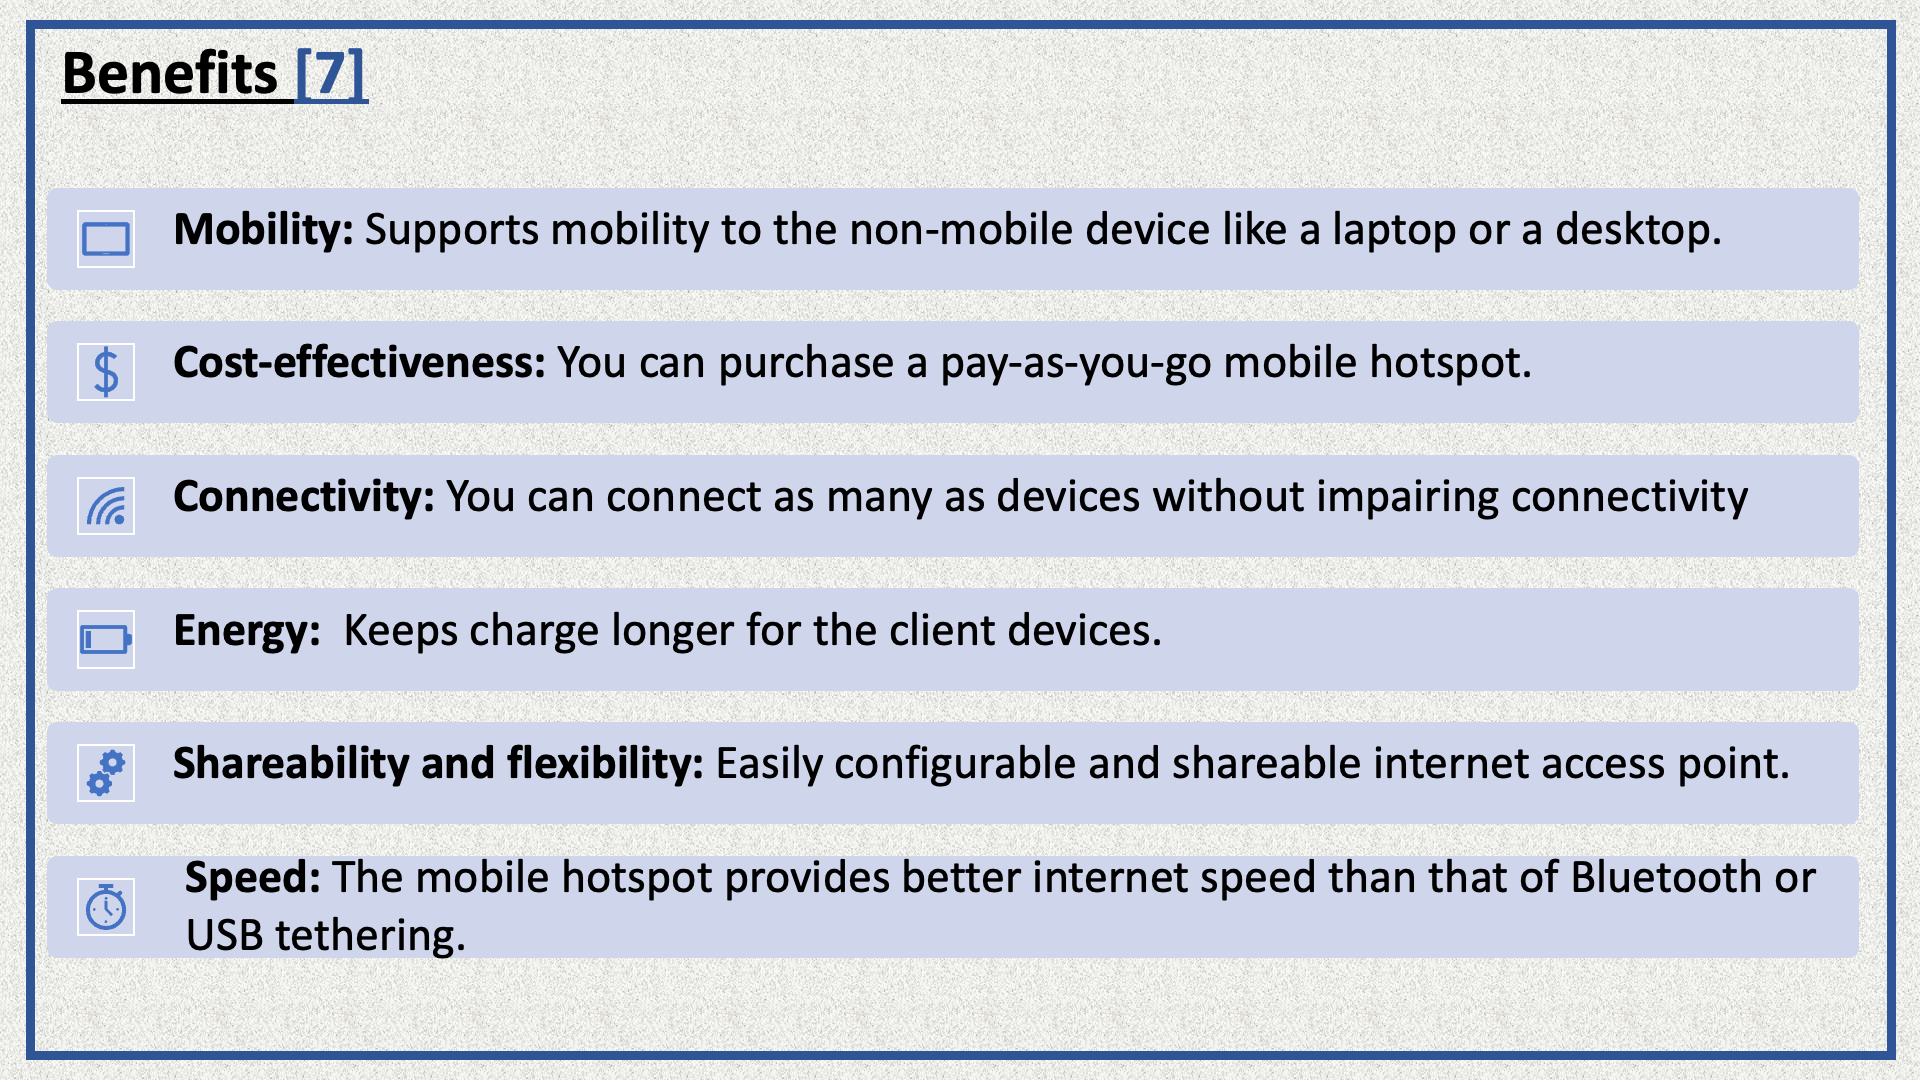 Benefits [7]
Mobility: Supports mobility to the non-mobile device like a laptop or a desktop.
$
Cost-effectiveness: You can purchase a pay-as-you-go mobile hotspot.
Connectivity: You can connect as many as devices without impairing connectivity
Energy:  Keeps charge longer for the client devices.
Shareability and flexibility: Easily configurable and shareable internet access point.
Speed: The mobile hotspot provides better internet speed than that of Bluetooth or
USB tethering.